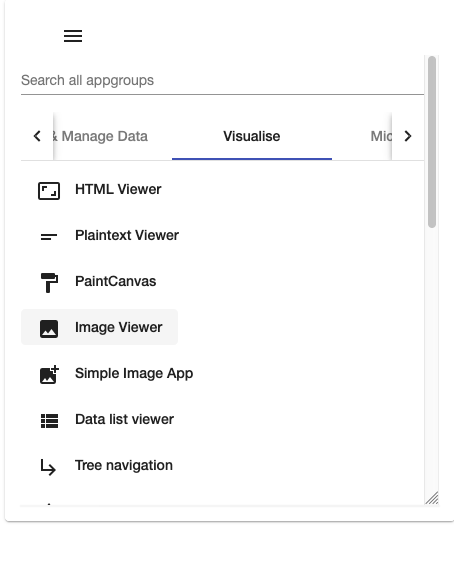 Search all appgroups
& Manage Data Visualise Mic
HTML Viewer
Plaintext Viewer
PaintCanvas
Image Viewer
Simple Image App
Data list viewer
Tree navigation